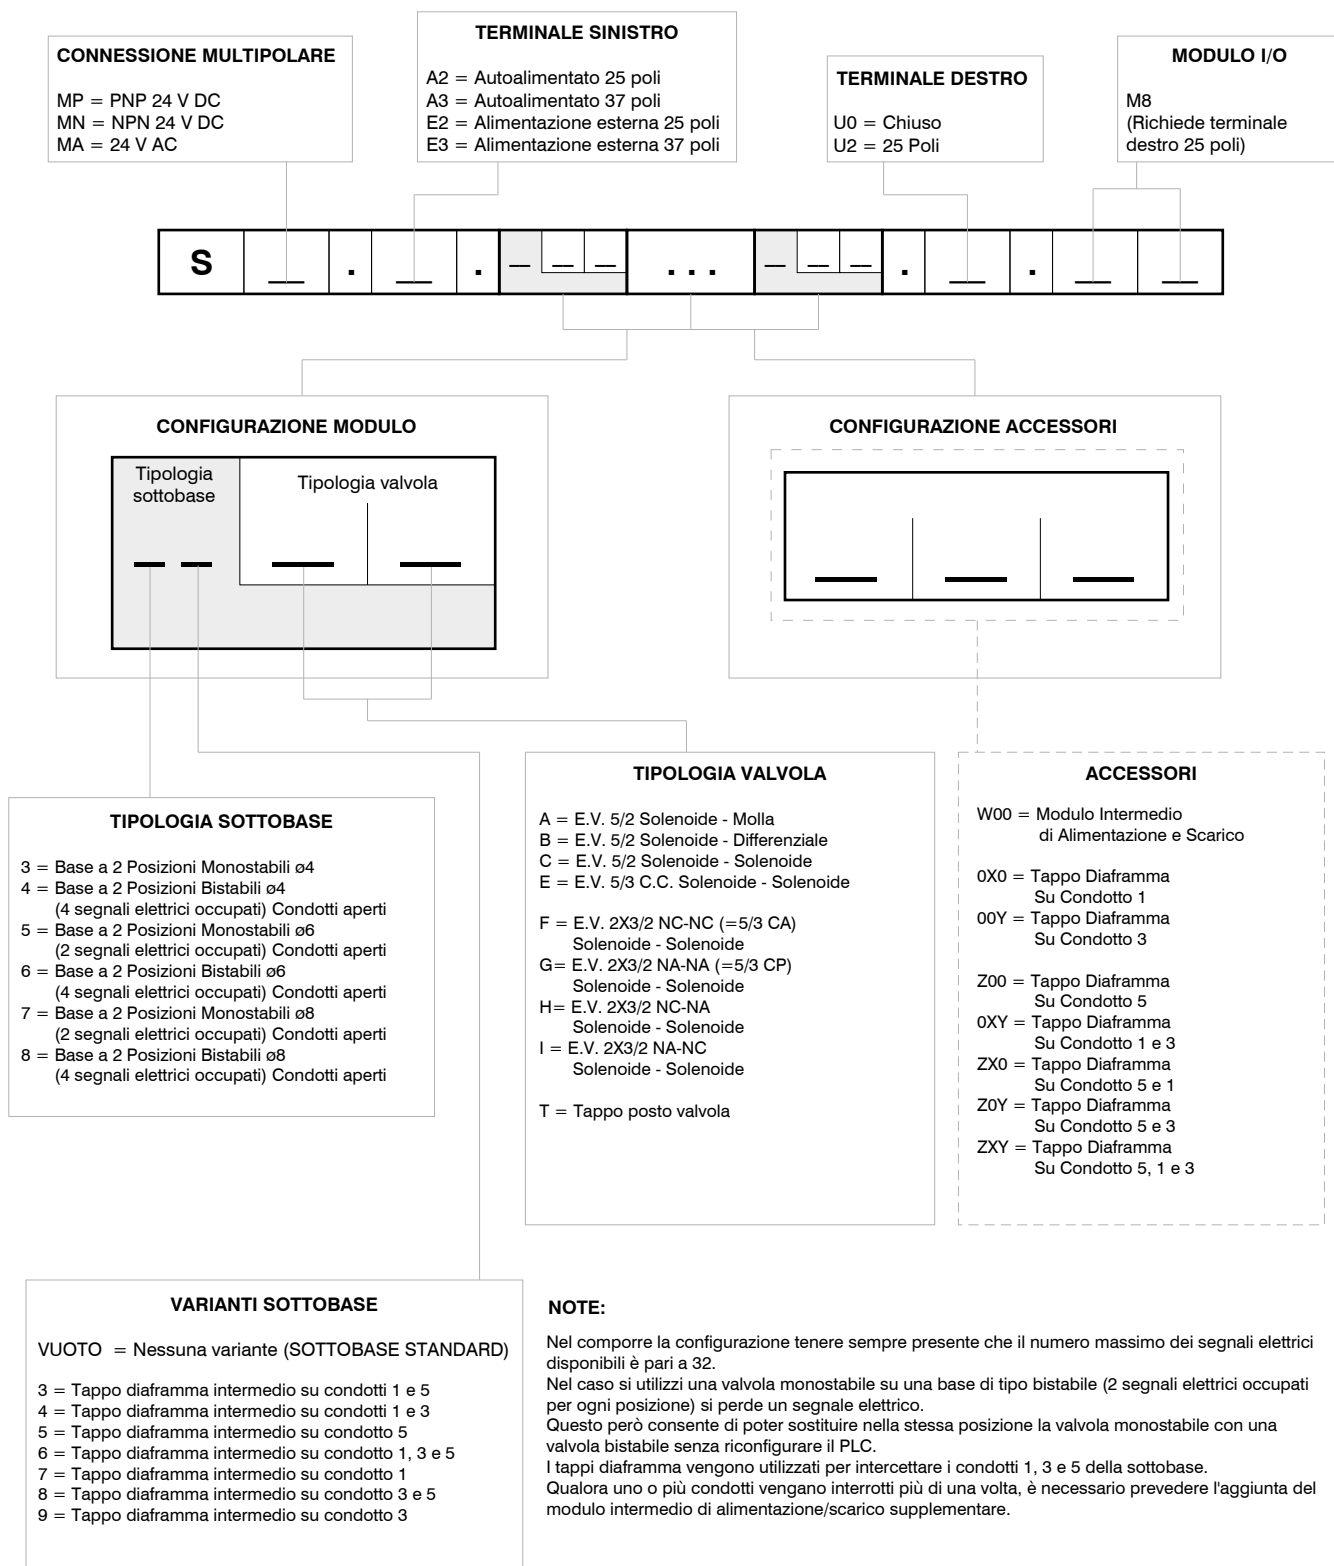 CONNESSIONE MULTIPOLARE
MP = PNP 24 V DC
MN = NPN 24 V DC
MA = 24 V AC
TERMINALE SINISTRO
A2 = Autoalimentato 25 poli
A3 = Autoalimentato 37 poli
E2 = Alimentazione esterna 25 poli
E3 = Alimentazione esterna 37 poli
TERMINALE DESTRO
U0 = Chiuso
U2 = 25 Poli
MODULO I/O
M8
(Richiede terminale
destro 25 poli)
S __ . __ . __ __ __ . . . __ __ __ . __ . __ __
CONFIGURAZIONE MODULO
Tipologia
sottobase
Tipologia valvola
CONFIGURAZIONE ACCESSORI
TIPOLOGIA SOTTOBASE
3 = Base a 2 Posizioni Monostabili ø4
4 = Base a 2 Posizioni Bistabili ø4
(4 segnali elettrici occupati) Condotti aperti
5 = Base a 2 Posizioni Monostabili ø6
(2 segnali elettrici occupati) Condotti aperti
6 = Base a 2 Posizioni Bistabili ø6
(4 segnali elettrici occupati) Condotti aperti
7 = Base a 2 Posizioni Monostabili ø8
(2 segnali elettrici occupati) Condotti aperti
8 = Base a 2 Posizioni Bistabili ø8
(4 segnali elettrici occupati) Condotti aperti
TIPOLOGIA VALVOLA
A = E.V. 5/2 Solenoide - Molla
B = E.V. 5/2 Solenoide - Differenziale
C = E.V. 5/2 Solenoide - Solenoide
E = E.V. 5/3 C.C. Solenoide - Solenoide
F = E.V. 2X3/2 NC-NC (=5/3 CA)
Solenoide - Solenoide
G= E.V. 2X3/2 NA-NA (=5/3 CP)
Solenoide - Solenoide
H= E.V. 2X3/2 NC-NA
Solenoide - Solenoide
I = E.V. 2X3/2 NA-NC
Solenoide - Solenoide
T = Tappo posto valvola
ACCESSORI
W00 = Modulo Intermedio
di Alimentazione e Scarico
0X0 = Tappo Diaframma
Su Condotto 1
00Y = Tappo Diaframma
Su Condotto 3
Z00 = Tappo Diaframma
Su Condotto 5
0XY = Tappo Diaframma
Su Condotto 1 e 3
ZX0 = Tappo Diaframma
Su Condotto 5 e 1
Z0Y = Tappo Diaframma
Su Condotto 5 e 3
ZXY = Tappo Diaframma
Su Condotto 5, 1 e 3
VARIANTI SOTTOBASE
VUOTO = Nessuna variante (SOTTOBASE STANDARD)
3 = Tappo diaframma intermedio su condotti 1 e 5
4 = Tappo diaframma intermedio su condotti 1 e 3
5 = Tappo diaframma intermedio su condotto 5
6 = Tappo diaframma intermedio su condotto 1, 3 e 5
7 = Tappo diaframma intermedio su condotto 1
8 = Tappo diaframma intermedio su condotto 3 e 5
9 = Tappo diaframma intermedio su condotto 3
NOTE:
Nel comporre la configurazione tenere sempre presente che il numero massimo dei segnali elettrici
disponibili è pari a 32.
Nel caso si utilizzi una valvola monostabile su una base di tipo bistabile (2 segnali elettrici occupati
per ogni posizione) si perde un segnale elettrico.
Questo però consente di poter sostituire nella stessa posizione la valvola monostabile con una
valvola bistabile senza riconfigurare il PLC.
I tappi diaframma vengono utilizzati per intercettare i condotti 1, 3 e 5 della sottobase.
Qualora uno o più condotti vengano interrotti più di una volta, è necessario prevedere l'aggiunta del
modulo intermedio di alimentazione/scarico supplementare.